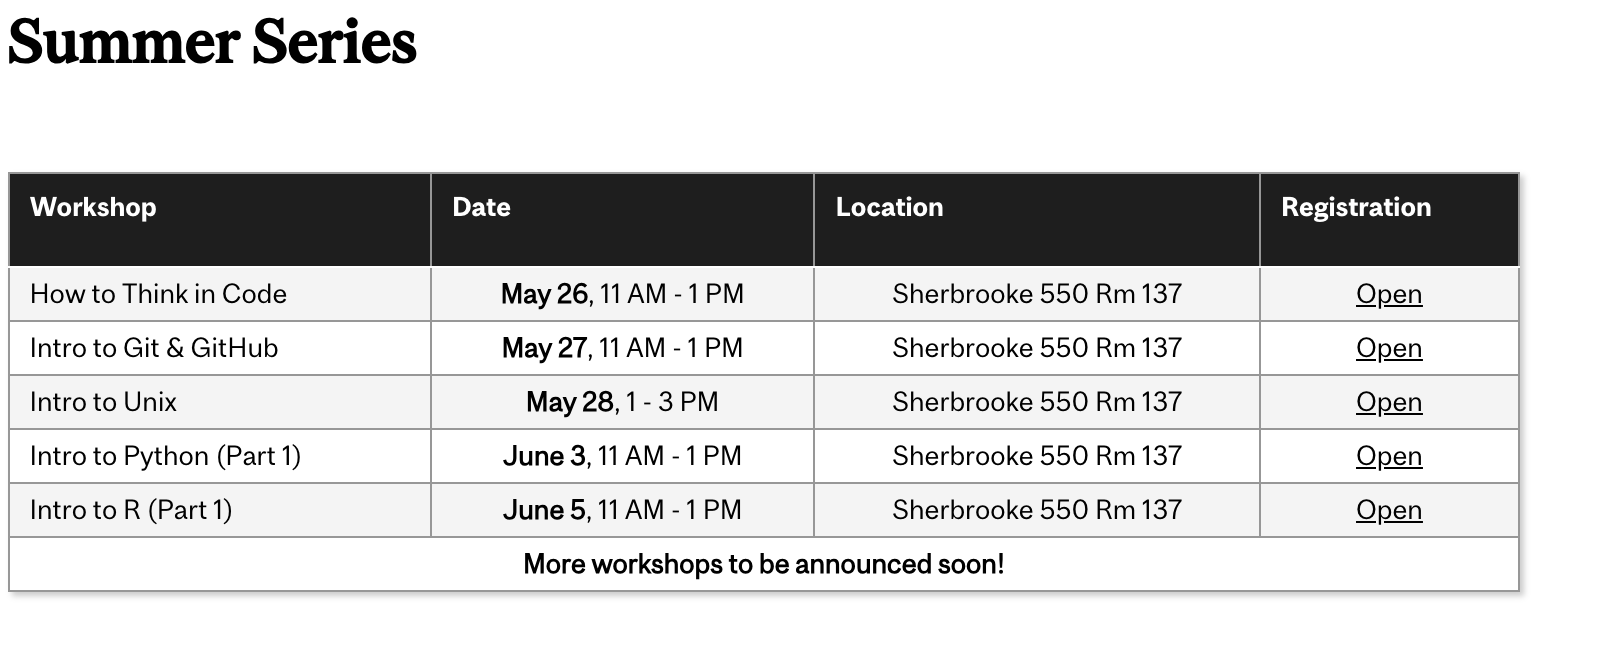 Summer Series
Workshop Date Location Registration
How to Think in Code May 26, 11 AM - 1 PM Sherbrooke 550 Rm 137 Open
Intro to Git & GitHub May 27, 11 AM - 1 PM Sherbrooke 550 Rm 137 Open
Intro to Unix May 28, 1 - 3 PM Sherbrooke 550 Rm 137 Open
Intro to Python (Part 1) June 3, 11 AM - 1 PM Sherbrooke 550 Rm 137 Open
Intro to R (Part 1) June 5, 11 AM - 1 PM Sherbrooke 550 Rm 137 Open
More workshops to be announced soon!